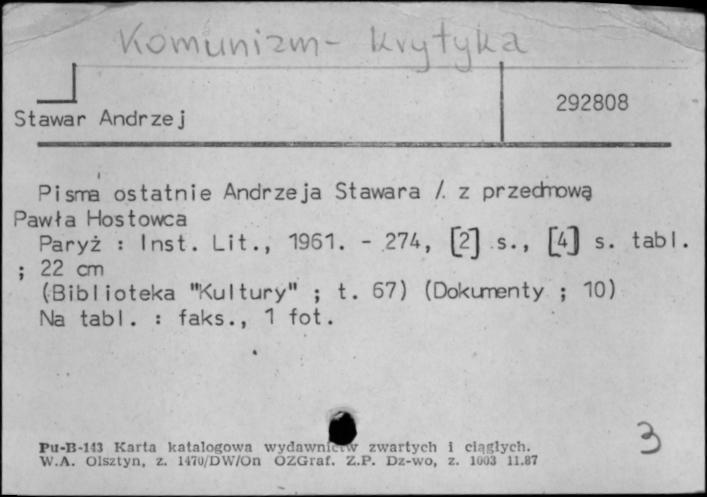 Komunizm - krytyka
292808
Stawar Andrzej
Pisma ostatnie Andrzeja Stawara / z przedmową
Pawła Hostowca
Paryż : Inst. Lit., 1961. - 274, [2] s., [4] s. tabl.
; 22 cm
(Biblioteka "Kultury" ; t. 67) (Dokumenty ; 10)
Na tabl. : faks., 1 fot.
3
Pu-B-143 Karta katalogowa wydawnictw zwartych i ciągłych.
W.A. Olsztyn, z. 1470/DW/On OZGraf. Z.P. Dz-wo, z. 1003 11.87